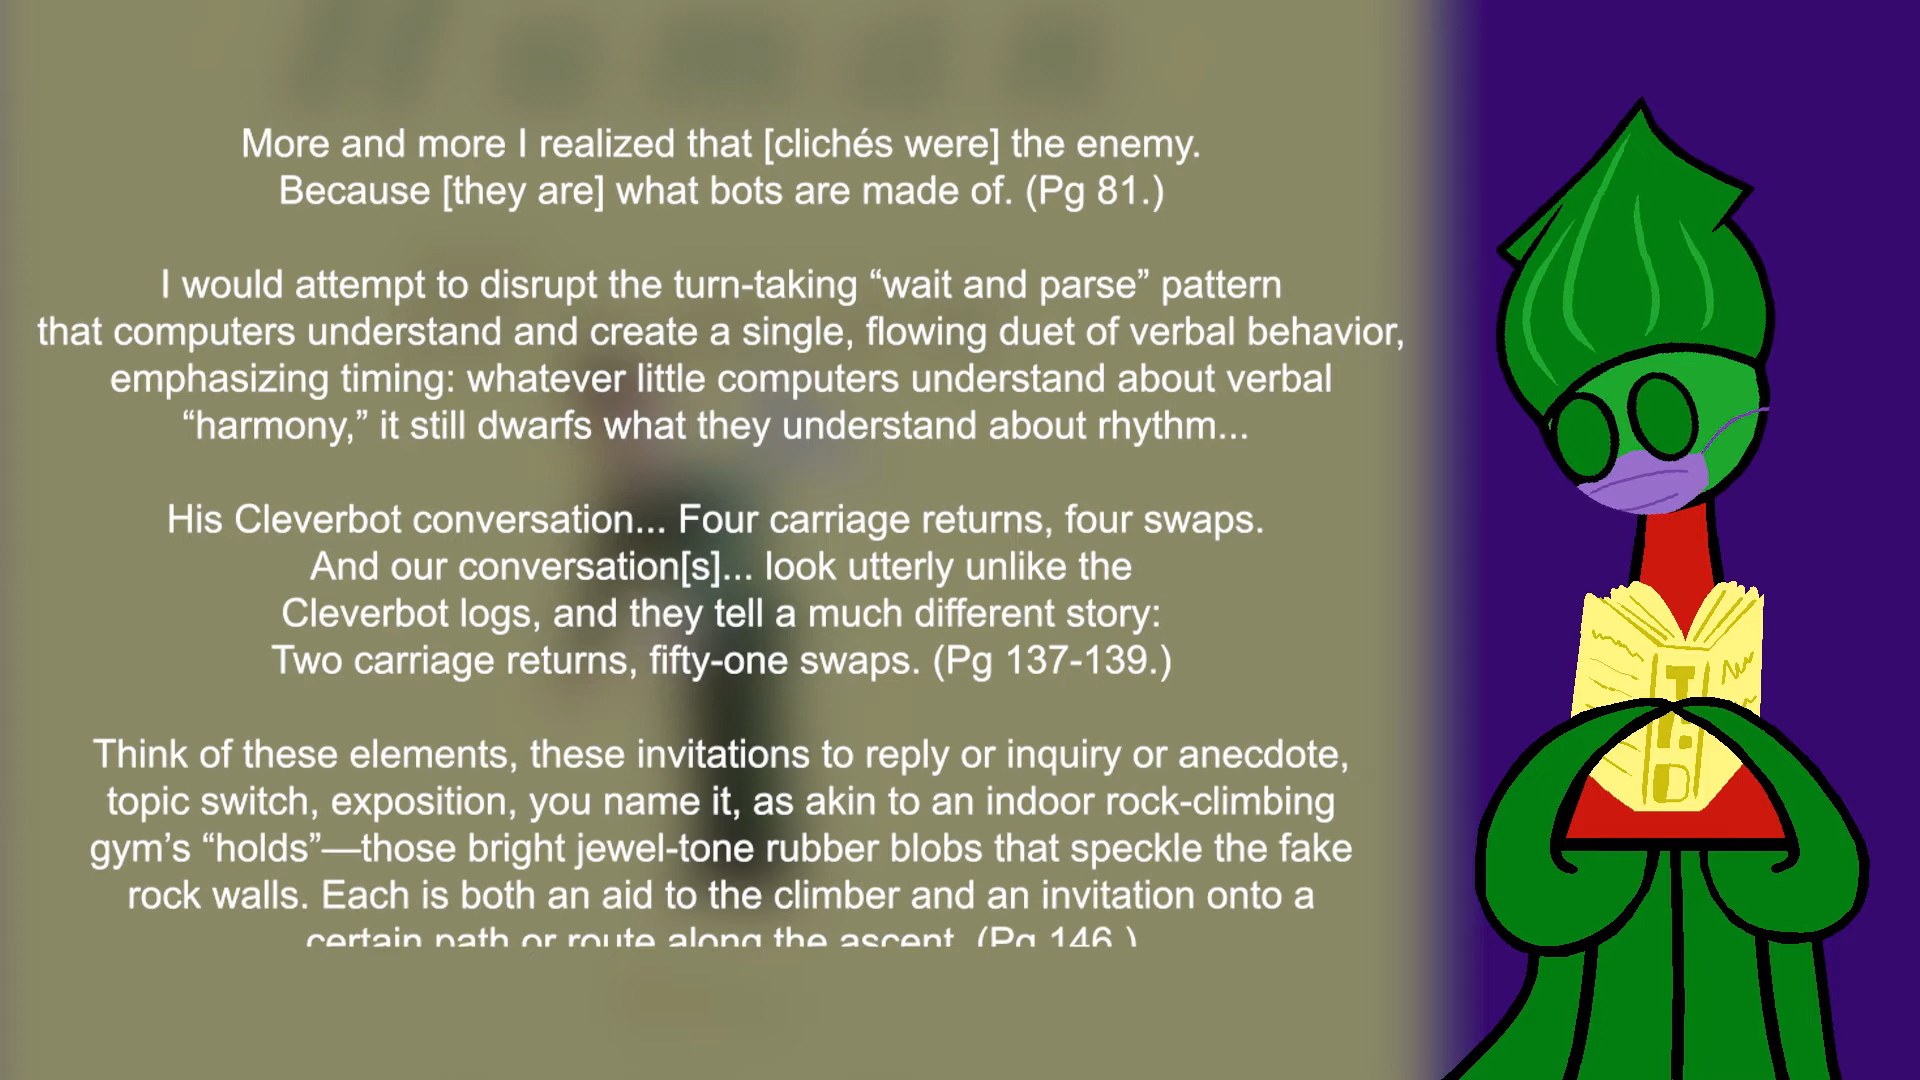 More and more I realized that [clichés were] the enemy.
Because [they are] what bots are made of. (Pg 81.)
I would attempt to disrupt the turn-taking “wait and parse” pattern
that computers understand and create a single, flowing duet of verbal behavior,
emphasizing timing: whatever little computers understand about verbal
“harmony,” it still dwarfs what they understand about rhythm...
His Cleverbot conversation... Four carriage returns, four swaps.
And our conversation[s]... look utterly unlike the
Cleverbot logs, and they tell a much different story:
Two carriage returns, fifty-one swaps. (Pg 137-139.)
Think of these elements, these invitations to reply or inquiry or anecdote,
topic switch, exposition, you name it, as akin to an indoor rock-climbing
gym’s “holds”—those bright jewel-tone rubber blobs that speckle the fake
rock walls. Each is both an aid to the climber and an invitation onto a
certain path or route along the ascent. (Pg 146.)